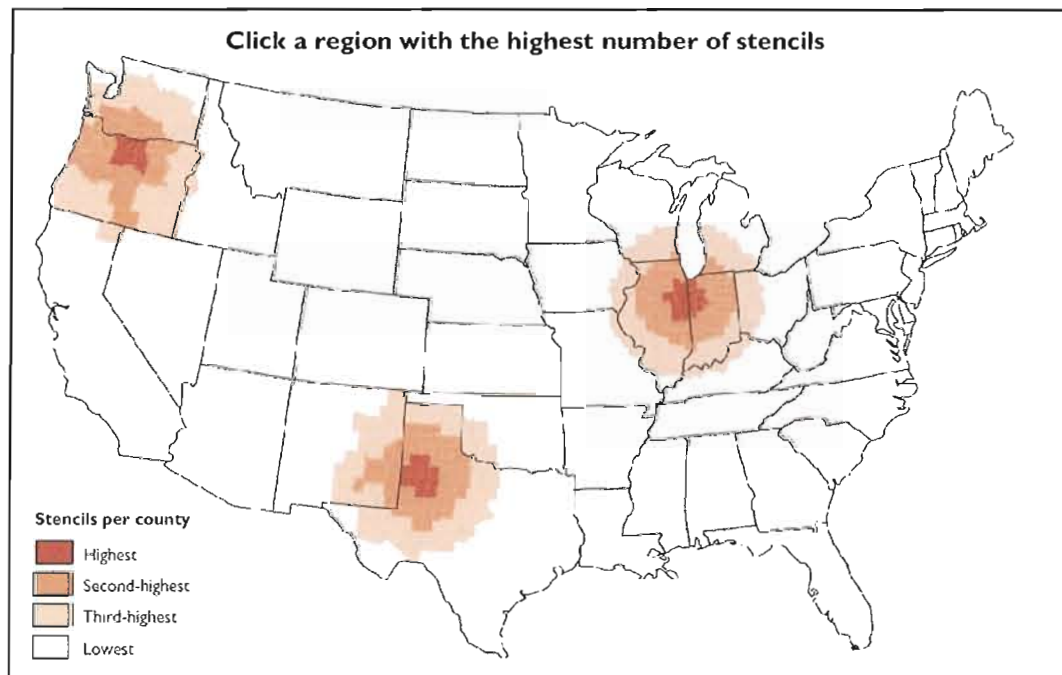 Click a region with the highest number of stencils
Stencils per county
Highest
Second-highest
Third-highest
Lowest